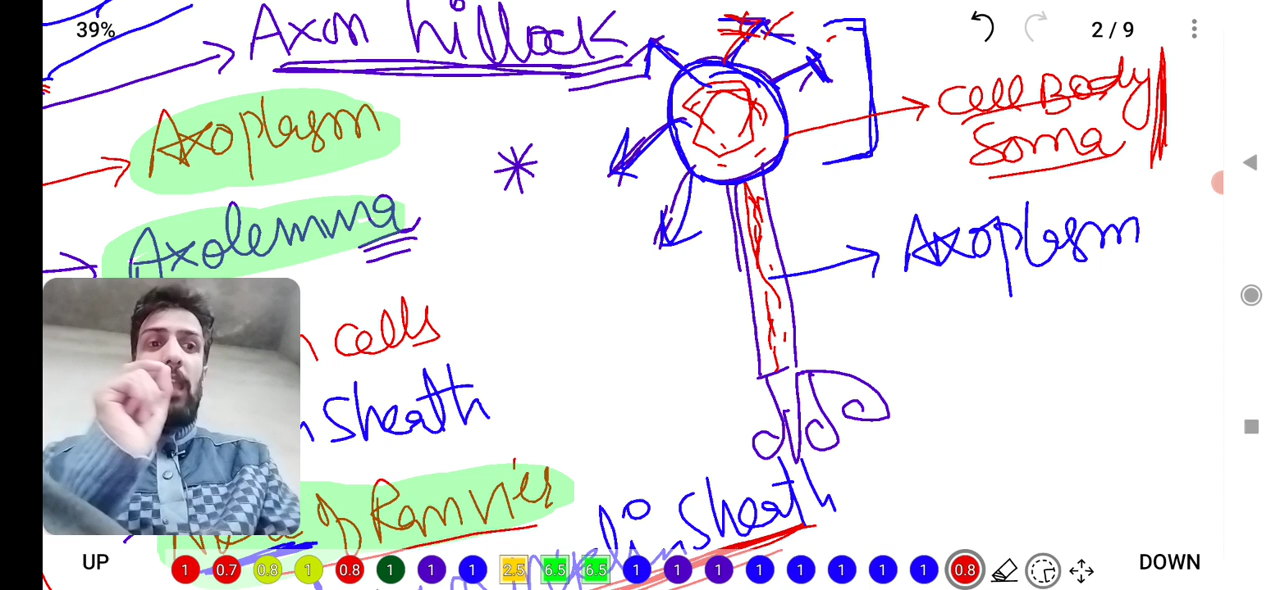 39%
2 / 9
Axon hillock
Cell Body
Soma
Axoplasm
Axolemma
Axoplasm
cells
sheath
of Ranvier
sheath
UP
1
0.7
0.8
1
0.8
1
1
1
2.5
6.5
6.5
1
1
1
1
1
1
1
1
0.8
DOWN